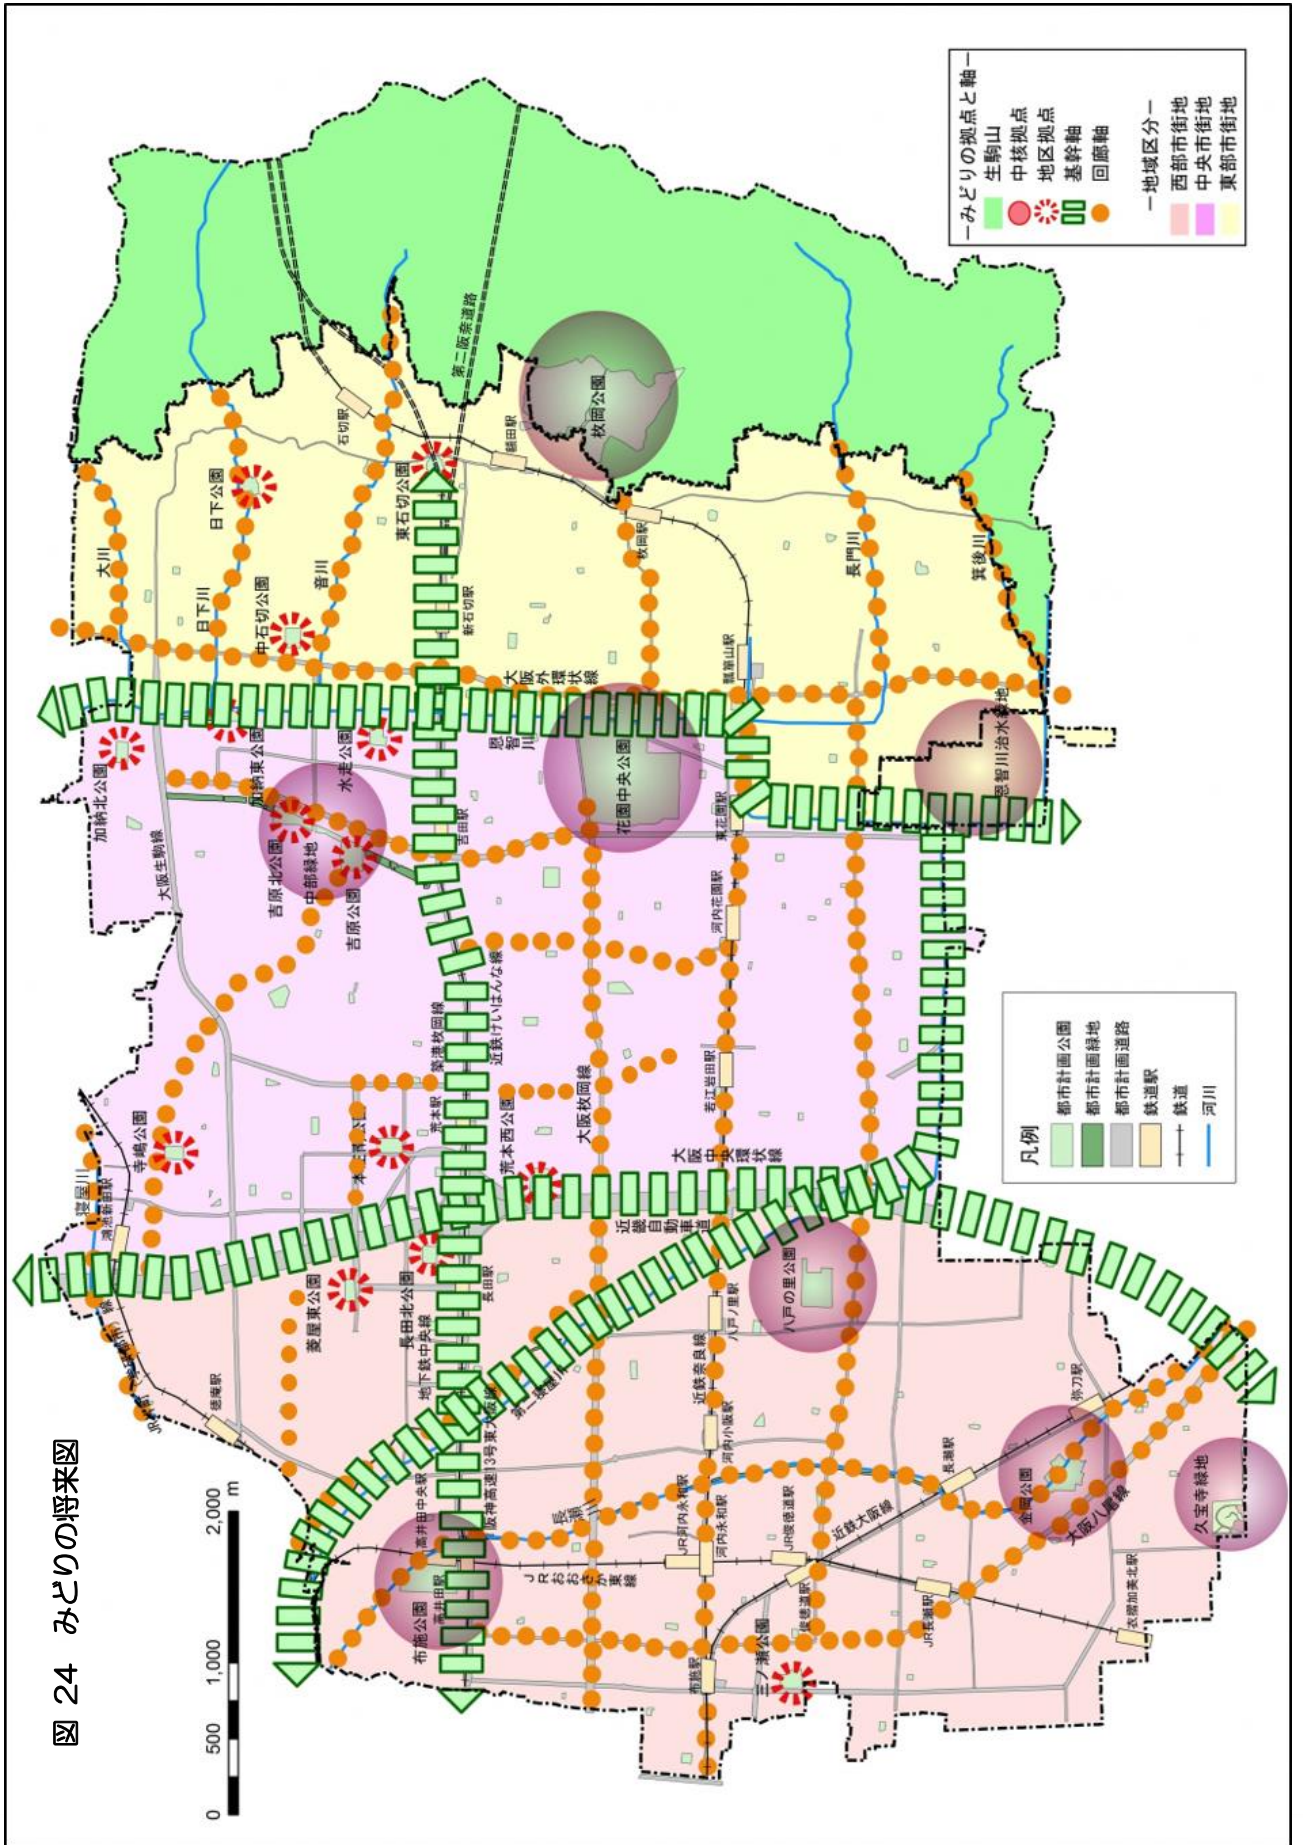 図 24 みどりの将来図
0 500 1,000 2,000
m
－みどりの拠点と軸－
生駒山
中核拠点
地区拠点
基幹軸
回廊軸
－地域区分－
西部市街地
中央市街地
東部市街地
凡例
都市計画公園
都市計画緑地
都市計画道路
鉄道駅
鉄道
河川
寝屋川
鴻池新田駅
徳庵駅
寺嶋公園
大阪生駒線
加納北公園
加納東公園
水走公園
吉原北公園
中部緑地
吉原公園
大川
日下川
日下公園
中石切公園
音川
石切駅
東石切公園
第二阪奈道路
額田駅
枚岡公園
枚岡駅
新石切駅
大阪外環状線
恩智川
吉田駅
花園中央公園
瓢箪山駅
東花園駅
河内花園駅
長門川
箕後川
恩智川治水緑地
築港枚岡線
近鉄けいはんな線
荒本駅
荒本西公園
大阪枚岡線
若江岩田駅
大阪中央環状線
近畿自動車道
菱屋東公園
長田北公園
地下鉄中央線
長田駅
八戸の里公園
八戸ノ里駅
近鉄奈良線
河内小阪駅
第二寝屋川
阪神高速13号東大阪線
高井田中央駅
高井田駅
布施公園
長瀬川
JR河内永和駅
河内永和駅
JRおおさか東線
JR俊徳道駅
俊徳道駅
布施駅
三ノ瀬公園
近鉄大阪線
長瀬駅
JR長瀬駅
弥刀駅
金岡公園
大阪八尾線
久宝寺緑地
衣摺加美北駅